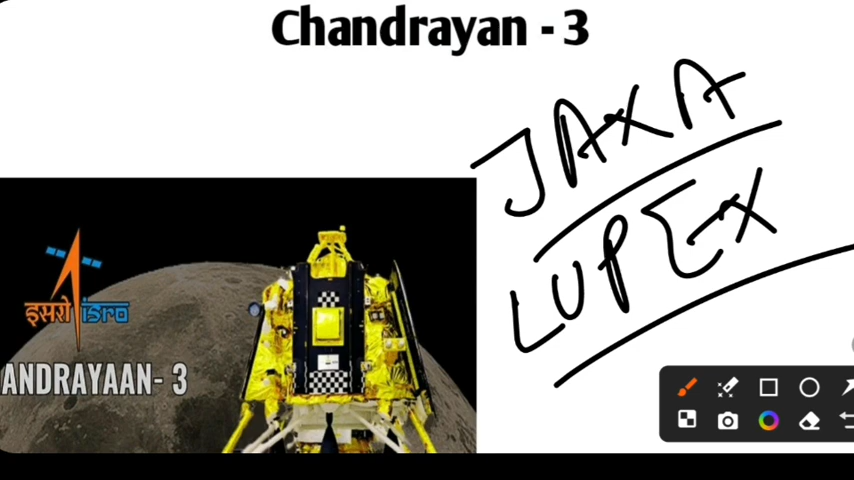 Chandrayan - 3
JAXA
LUPEX
इसरो isro
ANDRAYAAN- 3